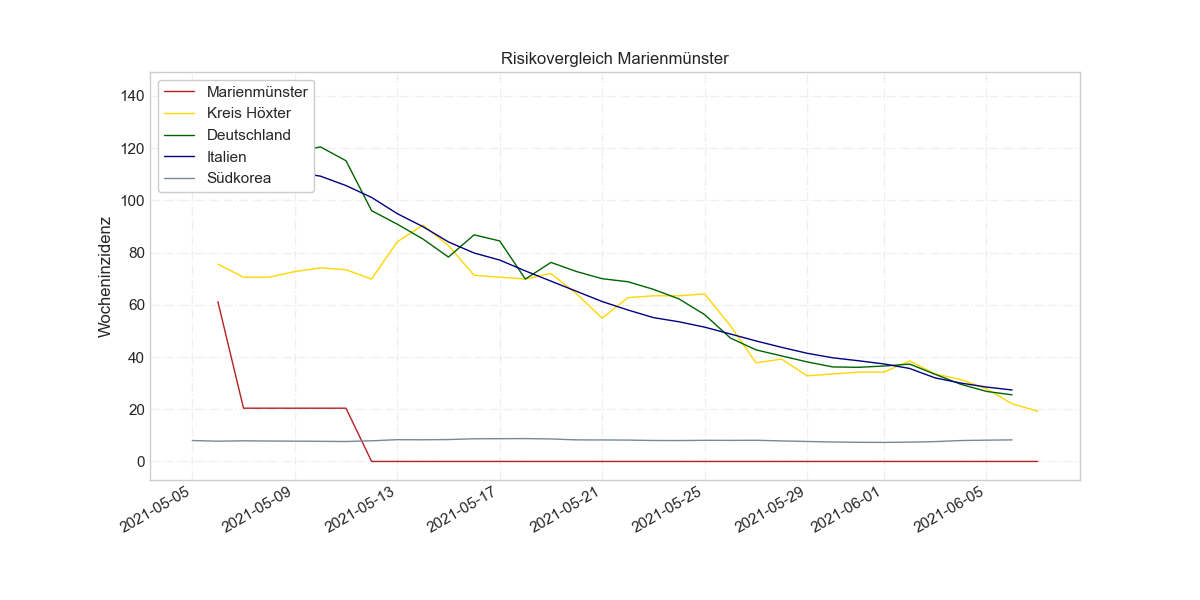 Risikovergleich Marienmünster
Marienmünster
Kreis Höxter
Deutschland
Italien
Südkorea
Wocheninzidenz
140
120
100
80
60
40
20
0
2021-05-05
2021-05-09
2021-05-13
2021-05-17
2021-05-21
2021-05-25
2021-05-29
2021-06-01
2021-06-05